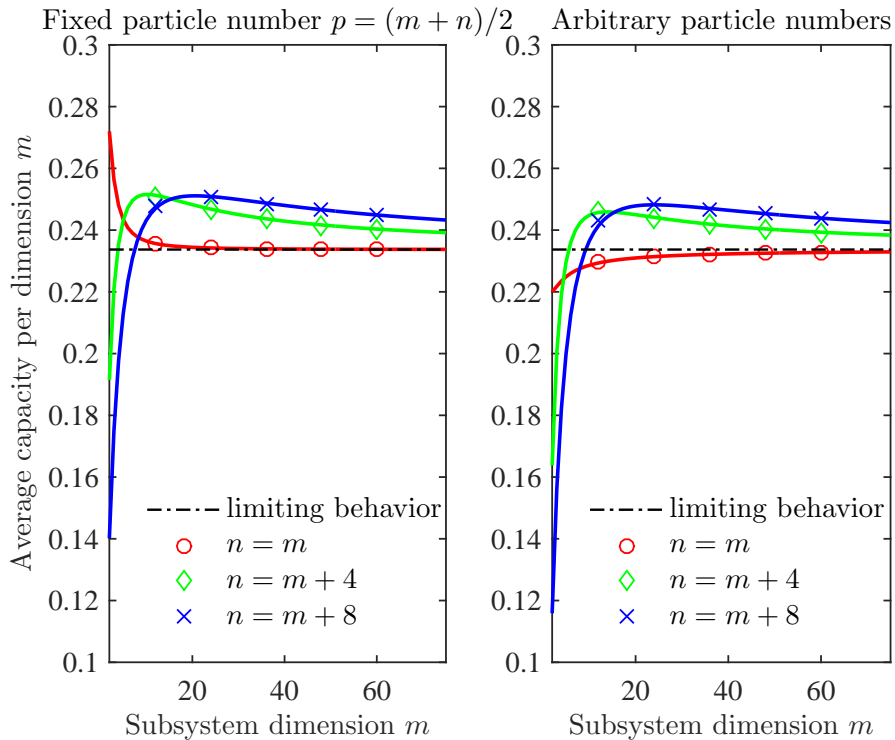 Fixed particle number p = (m + n)/2
Average capacity per dimension m
0.3
0.28
0.26
0.24
0.22
0.2
0.18
0.16
0.14
0.12
0.1
limiting behavior
n = m
n = m + 4
n = m + 8
20
40
60
Subsystem dimension m
Arbitrary particle numbers
0.3
0.28
0.26
0.24
0.22
0.2
0.18
0.16
0.14
0.12
0.1
limiting behavior
n = m
n = m + 4
n = m + 8
20
40
60
Subsystem dimension m